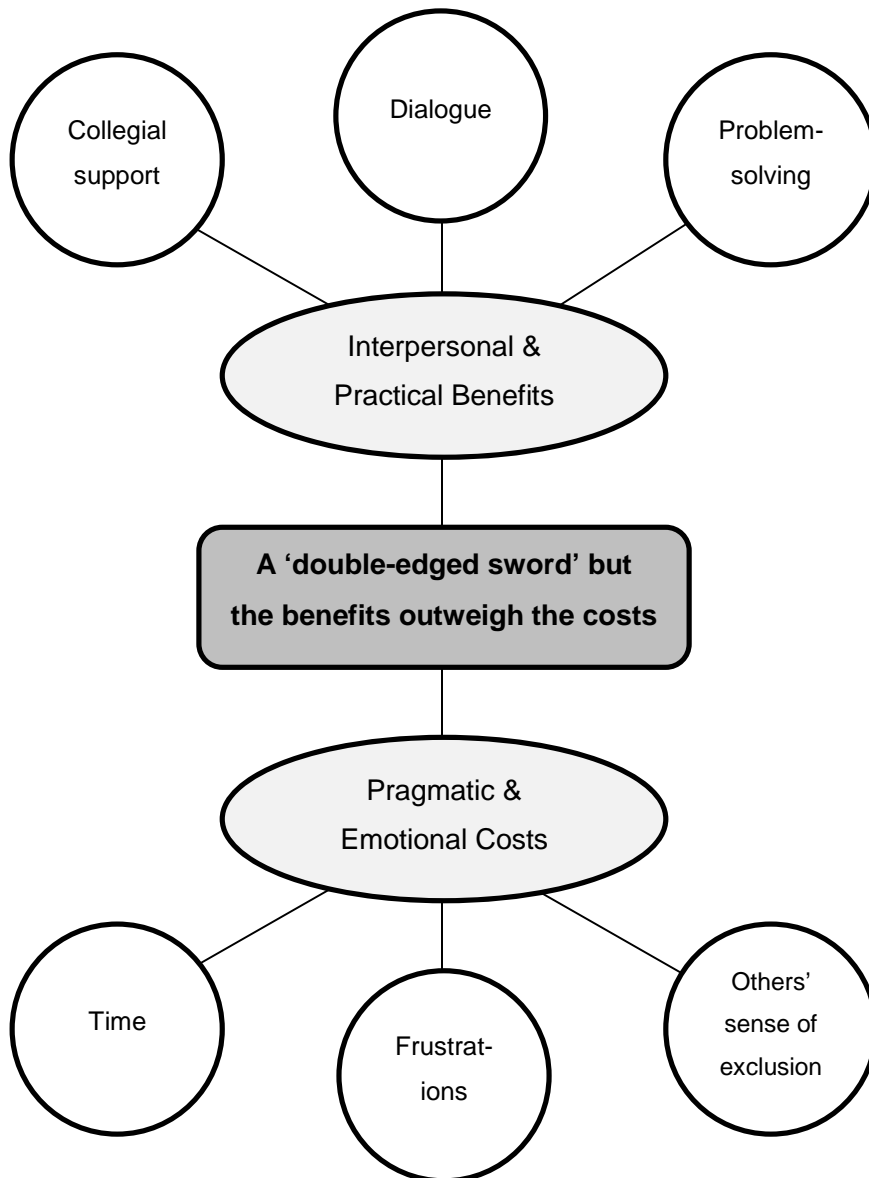 Collegial
support
Dialogue
Problem-
solving
Interpersonal &
Practical Benefits
A ‘double-edged sword’ but
the benefits outweigh the costs
Pragmatic &
Emotional Costs
Time
Frustrat-
ions
Others’
sense of
exclusion